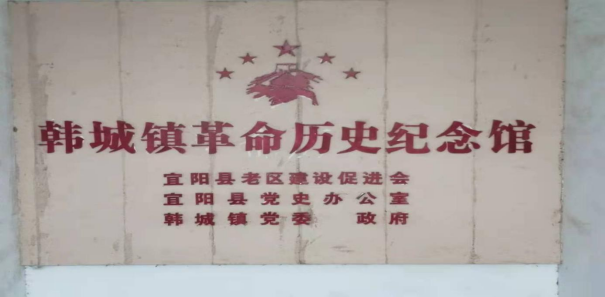 韩城镇革命历史纪念馆
宜阳县老区建设促进会
宜阳县党史办公室
韩城镇党委 政府